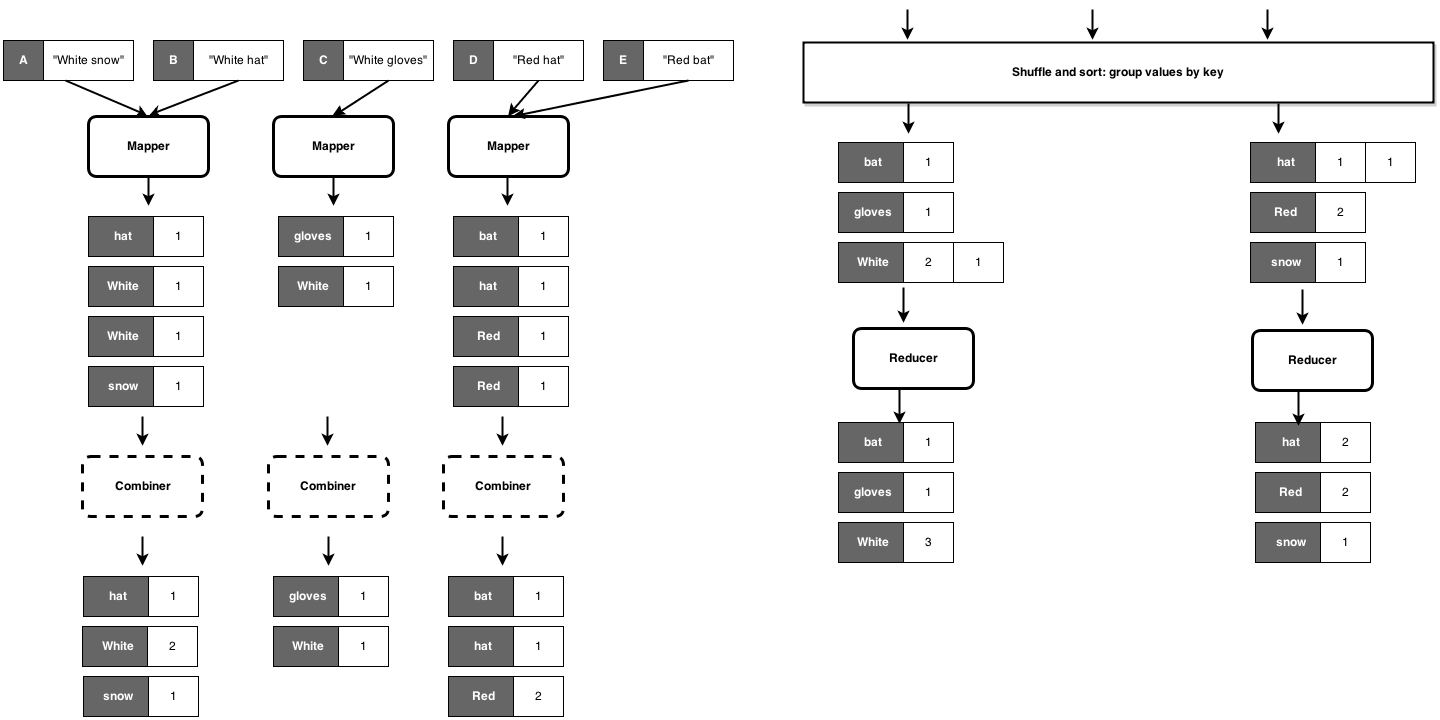 A "White snow" B "White hat" C "White gloves" D "Red hat" E "Red bat"
Mapper Mapper Mapper
hat 1 gloves 1 bat 1
White 1 White 1 hat 1
White 1 Red 1
snow 1 Red 1
Combiner Combiner Combiner
hat 1 gloves 1 bat 1
White 2 White 1 hat 1
snow 1 Red 2
Shuffle and sort: group values by key
bat 1 hat 1 1
gloves 1 Red 2
White 2 1 snow 1
Reducer Reducer
bat 1 hat 2
gloves 1 Red 2
White 3 snow 1